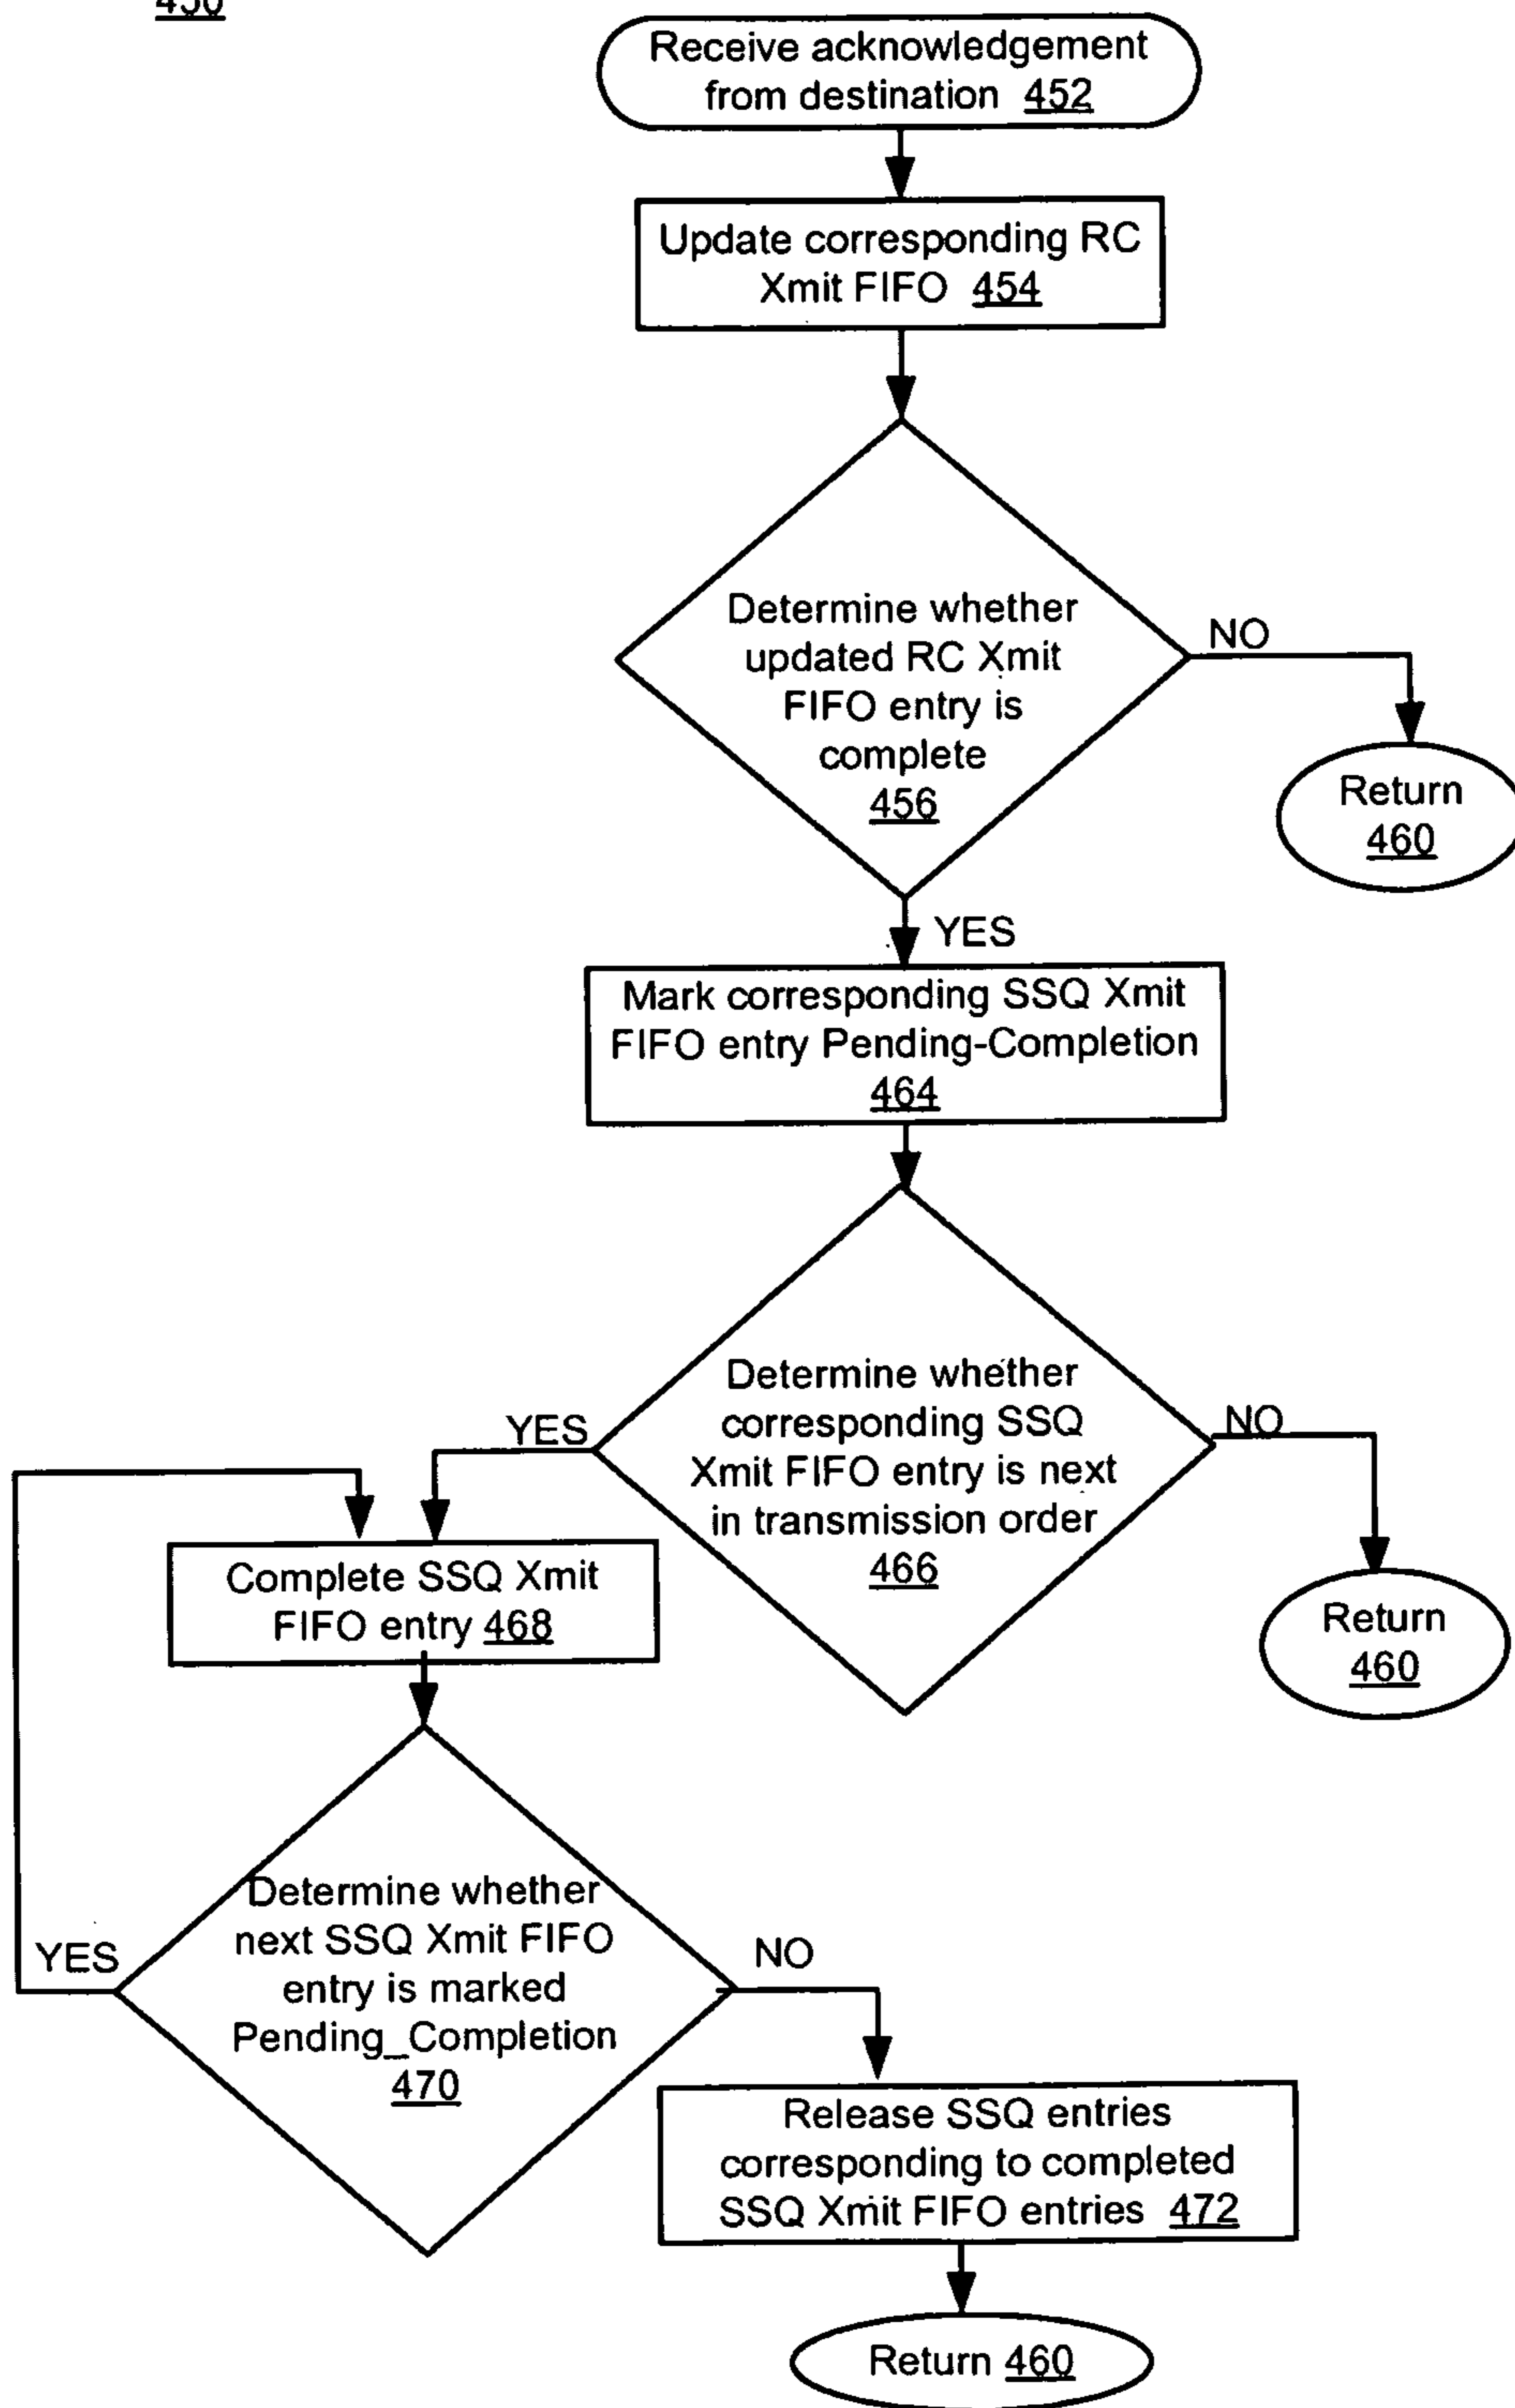 450
Receive acknowledgement
from destination 452
Update corresponding RC
Xmit FIFO 454
Determine whether
updated RC Xmit
FIFO entry is
complete
456
NO
Return
460
YES
Mark corresponding SSQ Xmit
FIFO entry Pending-Completion
464
Determine whether
corresponding SSQ
Xmit FIFO entry is next
in transmission order
466
YES
NO
Complete SSQ Xmit
FIFO entry 468
Return
460
Determine whether
next SSQ Xmit FIFO
entry is marked
Pending_Completion
470
YES
NO
Release SSQ entries
corresponding to completed
SSQ Xmit FIFO entries 472
Return 460